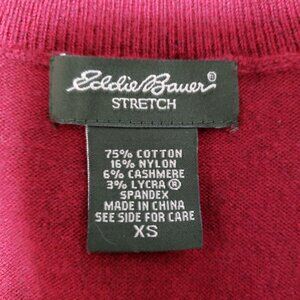 Eddie Bauer®
STRETCH
75% COTTON
16% NYLON
6% CASHMERE
3% LYCRA ®
SPANDEX
MADE IN CHINA
SEE SIDE FOR CARE
XS